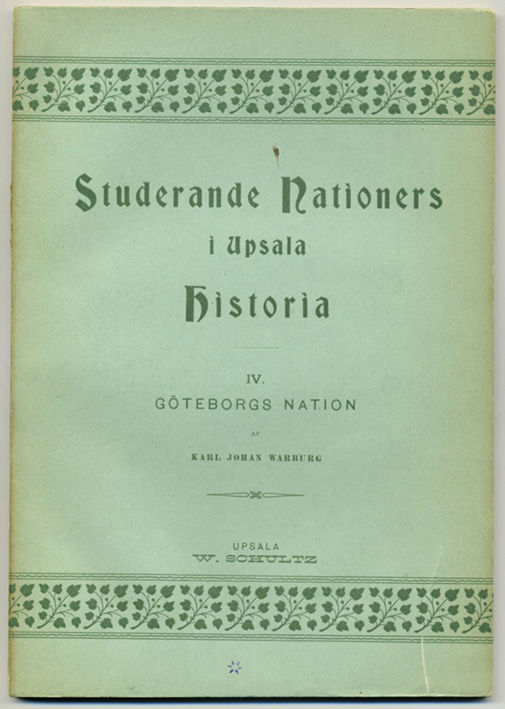 Studerande Nationers
i Upsala
Historia
IV.
GÖTEBORGS NATION
AF
KARL JOHAN WARBURG
UPSALA
W. SCHULTZ